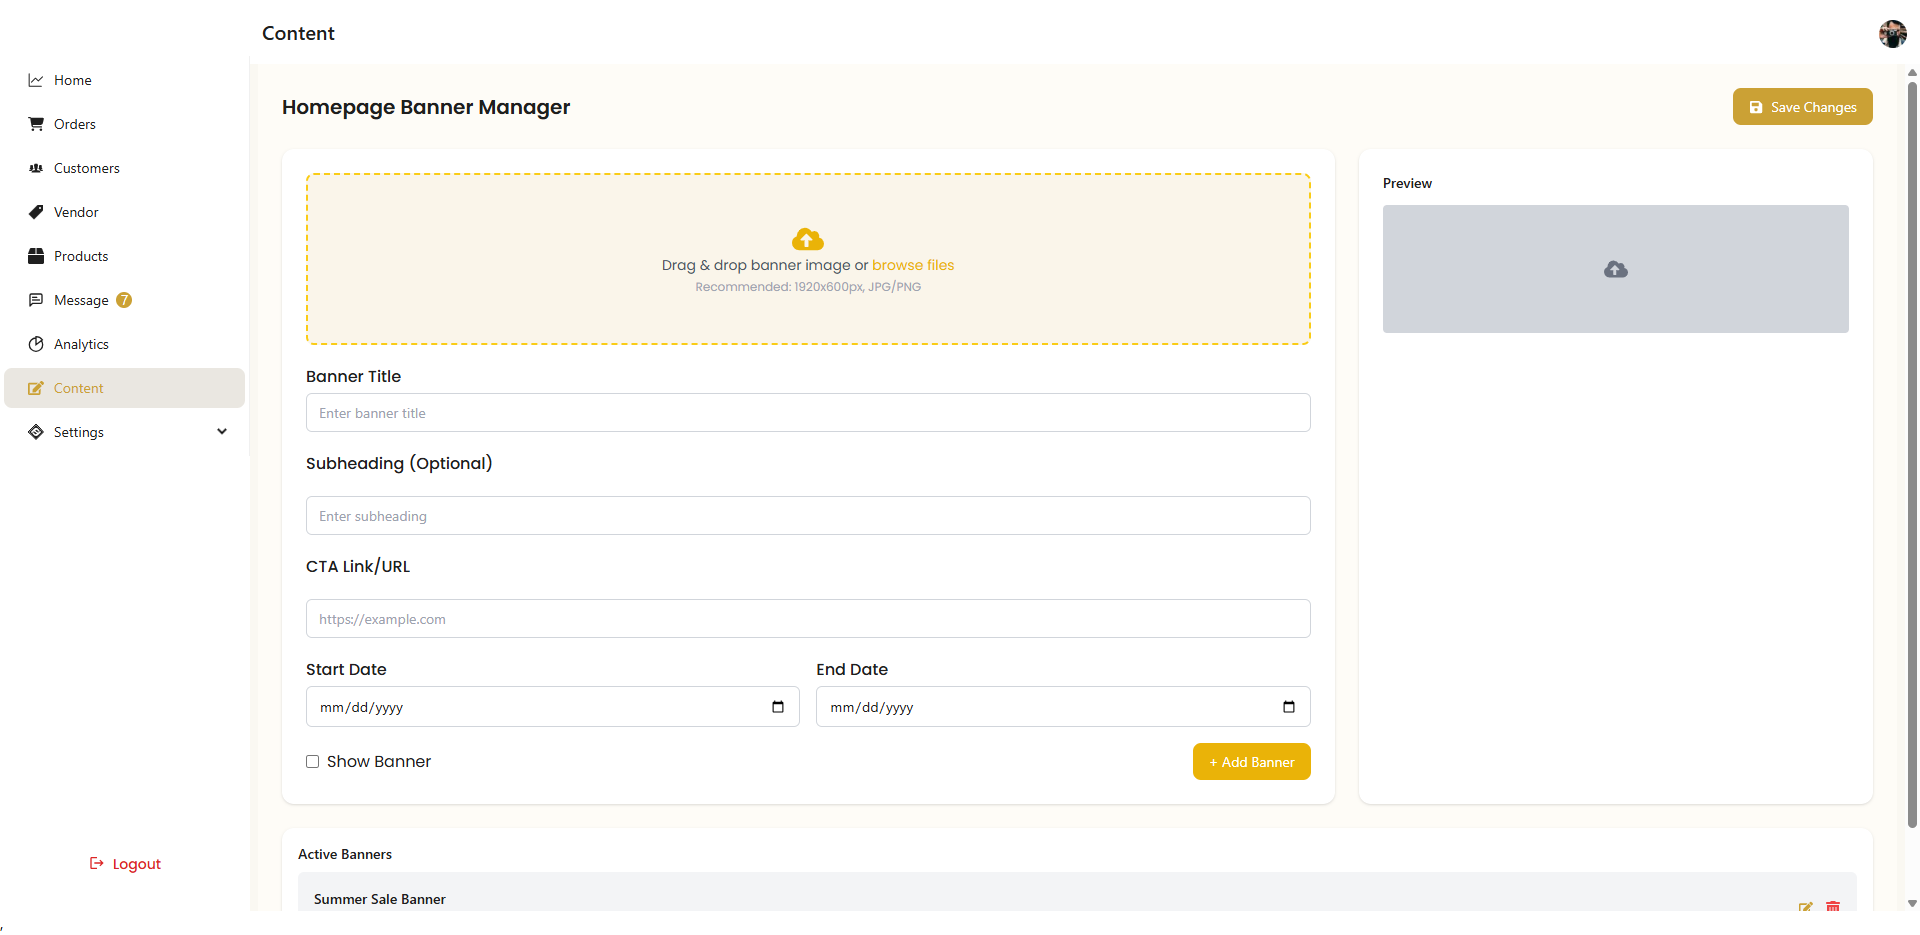 Content
Home
Orders
Customers
Vendor
Products
Message 7
Analytics
Content
Settings
Logout
Homepage Banner Manager
Save Changes
Drag & drop banner image or browse files
Recommended: 1920x600px, JPG/PNG
Banner Title
Enter banner title
Subheading (Optional)
Enter subheading
CTA Link/URL
https://example.com
Start Date
mm/dd/yyyy
End Date
mm/dd/yyyy
Show Banner
+ Add Banner
Preview
Active Banners
Summer Sale Banner
,